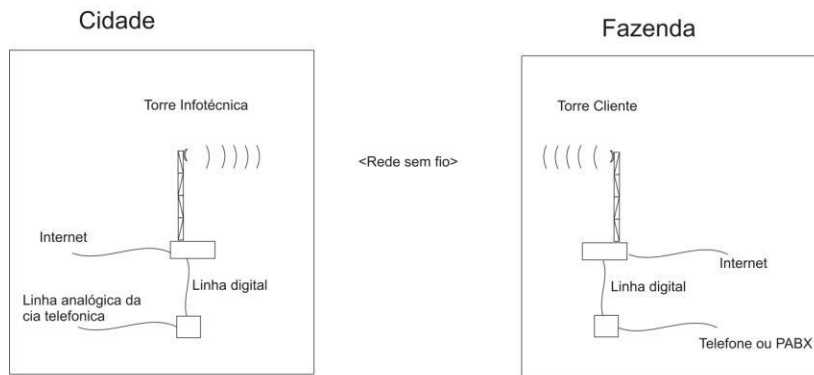 Cidade
Torre Infotécnica
Internet
Linha digital
Linha analógica da
cia telefonica
<Rede sem fio>
Fazenda
Torre Cliente
Internet
Linha digital
Telefone ou PABX